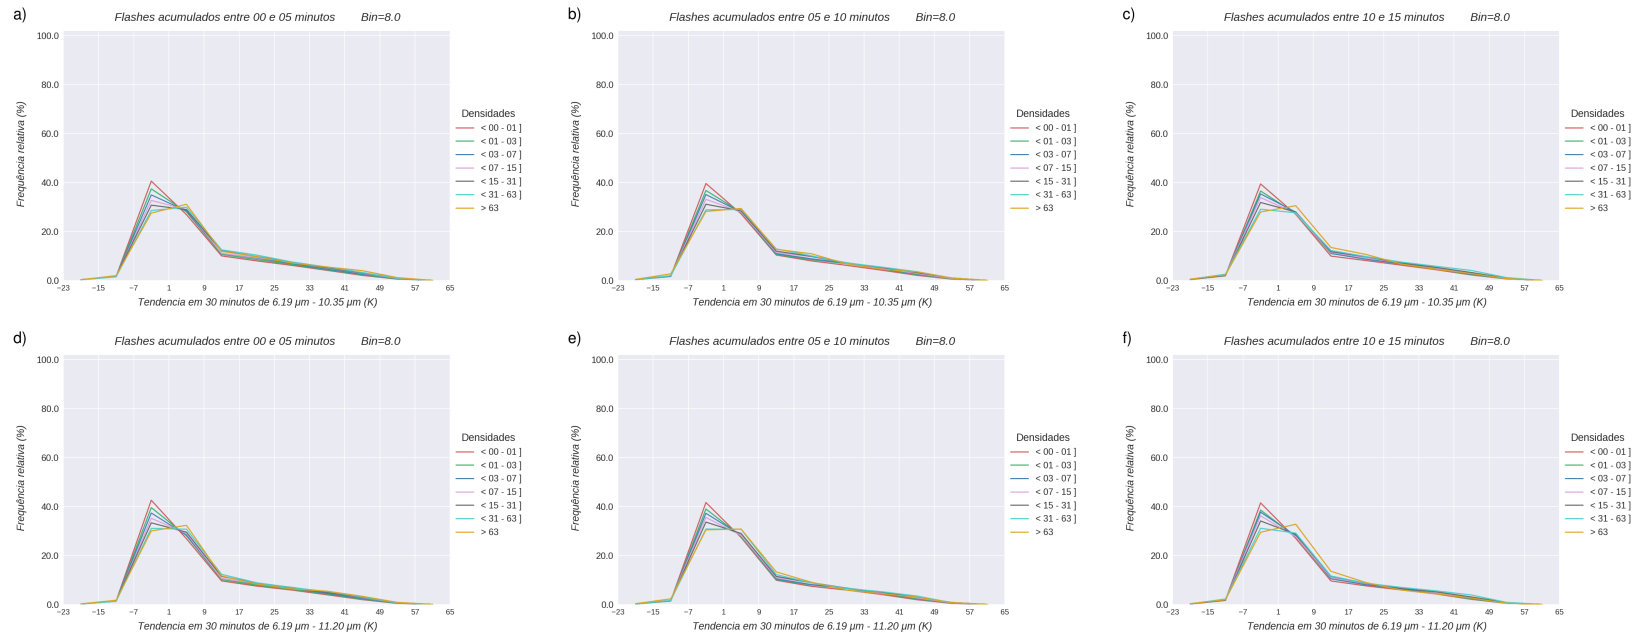 a)
Flashes acumulados entre 00 e 05 minutos Bin=8.0
Frequência relativa (%)
100.0
80.0
60.0
40.0
20.0
0.0
−23 −15 −7 1 9 17 25 33 41 49 57 65
Tendencia em 30 minutos de 6.19 μm - 10.35 μm (K)
Densidades
< 00 - 01 ]
< 01 - 03 ]
< 03 - 07 ]
< 07 - 15 ]
< 15 - 31 ]
< 31 - 63 ]
> 63
b)
Flashes acumulados entre 05 e 10 minutos Bin=8.0
Frequência relativa (%)
100.0
80.0
60.0
40.0
20.0
0.0
−23 −15 −7 1 9 17 25 33 41 49 57 65
Tendencia em 30 minutos de 6.19 μm - 10.35 μm (K)
Densidades
< 00 - 01 ]
< 01 - 03 ]
< 03 - 07 ]
< 07 - 15 ]
< 15 - 31 ]
< 31 - 63 ]
> 63
c)
Flashes acumulados entre 10 e 15 minutos Bin=8.0
Frequência relativa (%)
100.0
80.0
60.0
40.0
20.0
0.0
−23 −15 −7 1 9 17 25 33 41 49 57 65
Tendencia em 30 minutos de 6.19 μm - 10.35 μm (K)
Densidades
< 00 - 01 ]
< 01 - 03 ]
< 03 - 07 ]
< 07 - 15 ]
< 15 - 31 ]
< 31 - 63 ]
> 63
d)
Flashes acumulados entre 00 e 05 minutos Bin=8.0
Frequência relativa (%)
100.0
80.0
60.0
40.0
20.0
0.0
−23 −15 −7 1 9 17 25 33 41 49 57 65
Tendencia em 30 minutos de 6.19 μm - 11.20 μm (K)
Densidades
< 00 - 01 ]
< 01 - 03 ]
< 03 - 07 ]
< 07 - 15 ]
< 15 - 31 ]
< 31 - 63 ]
> 63
e)
Flashes acumulados entre 05 e 10 minutos Bin=8.0
Frequência relativa (%)
100.0
80.0
60.0
40.0
20.0
0.0
−23 −15 −7 1 9 17 25 33 41 49 57 65
Tendencia em 30 minutos de 6.19 μm - 11.20 μm (K)
Densidades
< 00 - 01 ]
< 01 - 03 ]
< 03 - 07 ]
< 07 - 15 ]
< 15 - 31 ]
< 31 - 63 ]
> 63
f)
Flashes acumulados entre 10 e 15 minutos Bin=8.0
Frequência relativa (%)
100.0
80.0
60.0
40.0
20.0
0.0
−23 −15 −7 1 9 17 25 33 41 49 57 65
Tendencia em 30 minutos de 6.19 μm - 11.20 μm (K)
Densidades
< 00 - 01 ]
< 01 - 03 ]
< 03 - 07 ]
< 07 - 15 ]
< 15 - 31 ]
< 31 - 63 ]
> 63